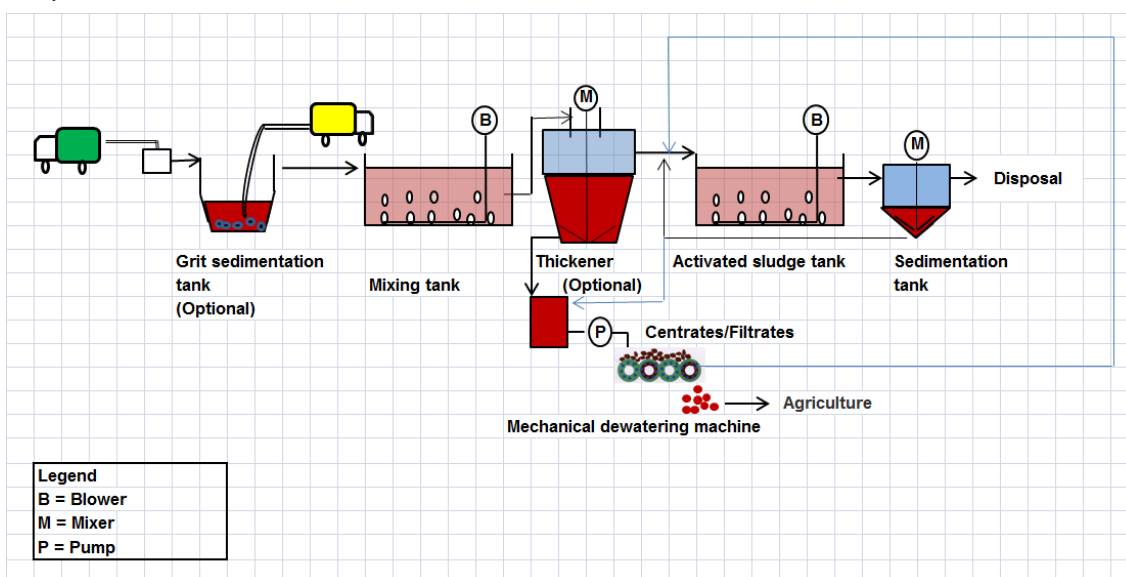 M
B
B
M
Disposal
Grit sedimentation
tank
(Optional)
Mixing tank
Thickener
(Optional)
Activated sludge tank
Sedimentation
tank
P
Centrates/Filtrates
Agriculture
Mechanical dewatering machine
Legend
B = Blower
M = Mixer
P = Pump